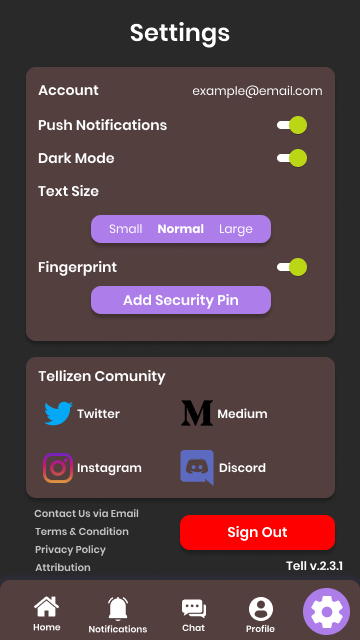 Settings
Account example@email.com
Push Notifications
Dark Mode
Text Size
Small Normal Large
Fingerprint
Add Security Pin
Tellizen Comunity
Twitter Medium
Instagram Discord
Contact Us via Email
Terms & Condition
Privacy Policy
Attribution
Sign Out
Tell v.2.3.1
Home Notifications Chat Profile